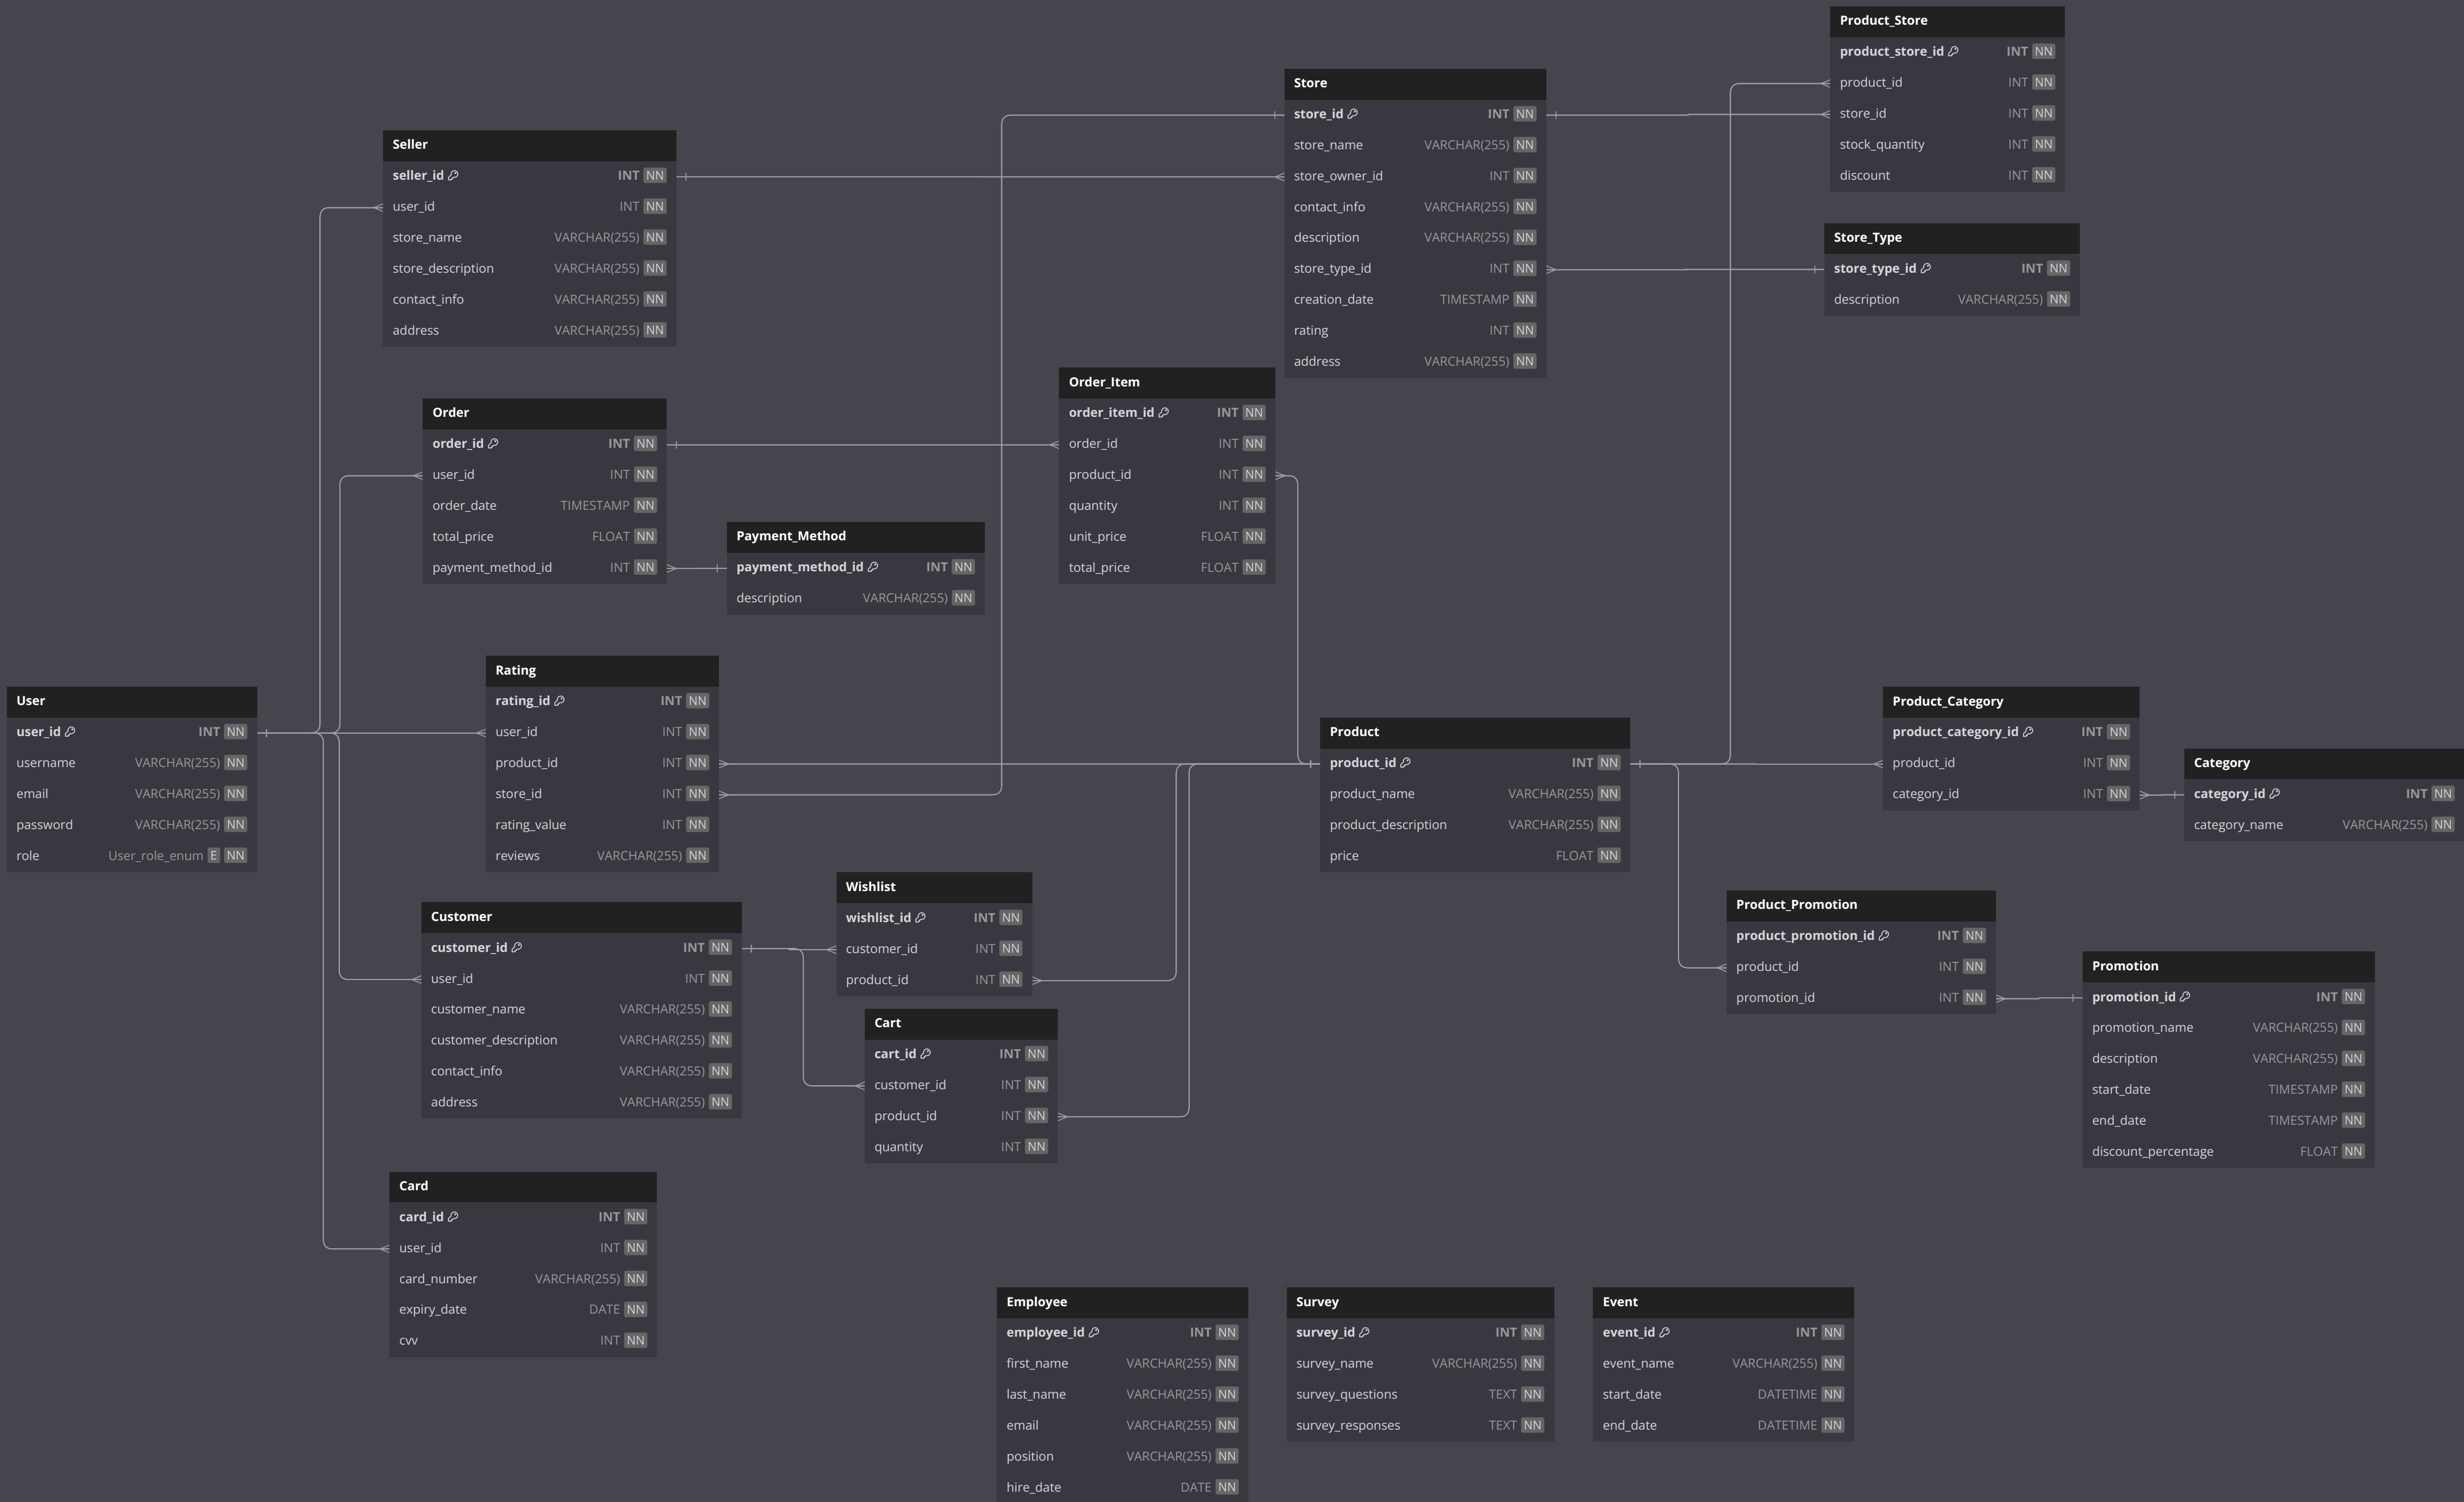 Product_Store
product_store_id INT NN
product_id INT NN
store_id INT NN
stock_quantity INT NN
discount INT NN
Store
store_id INT NN
store_name VARCHAR(255) NN
store_owner_id INT NN
contact_info VARCHAR(255) NN
description VARCHAR(255) NN
store_type_id INT NN
creation_date TIMESTAMP NN
rating INT NN
address VARCHAR(255) NN
Seller
seller_id INT NN
user_id INT NN
store_name VARCHAR(255) NN
store_description VARCHAR(255) NN
contact_info VARCHAR(255) NN
address VARCHAR(255) NN
Store_Type
store_type_id INT NN
description VARCHAR(255) NN
Order_Item
order_item_id INT NN
order_id INT NN
product_id INT NN
quantity INT NN
unit_price FLOAT NN
total_price FLOAT NN
Order
order_id INT NN
user_id INT NN
order_date TIMESTAMP NN
total_price FLOAT NN
payment_method_id INT NN
Payment_Method
payment_method_id INT NN
description VARCHAR(255) NN
Rating
rating_id INT NN
user_id INT NN
product_id INT NN
store_id INT NN
rating_value INT NN
reviews VARCHAR(255) NN
User
user_id INT NN
username VARCHAR(255) NN
email VARCHAR(255) NN
password VARCHAR(255) NN
role User_role_enum E NN
Product
product_id INT NN
product_name VARCHAR(255) NN
product_description VARCHAR(255) NN
price FLOAT NN
Product_Category
product_category_id INT NN
product_id INT NN
category_id INT NN
Category
category_id INT NN
category_name VARCHAR(255) NN
Wishlist
wishlist_id INT NN
customer_id INT NN
product_id INT NN
Customer
customer_id INT NN
user_id INT NN
customer_name VARCHAR(255) NN
customer_description VARCHAR(255) NN
contact_info VARCHAR(255) NN
address VARCHAR(255) NN
Product_Promotion
product_promotion_id INT NN
product_id INT NN
promotion_id INT NN
Promotion
promotion_id INT NN
promotion_name VARCHAR(255) NN
description VARCHAR(255) NN
start_date TIMESTAMP NN
end_date TIMESTAMP NN
discount_percentage FLOAT NN
Cart
cart_id INT NN
customer_id INT NN
product_id INT NN
quantity INT NN
Card
card_id INT NN
user_id INT NN
card_number VARCHAR(255) NN
expiry_date DATE NN
cvv INT NN
Employee
employee_id INT NN
first_name VARCHAR(255) NN
last_name VARCHAR(255) NN
email VARCHAR(255) NN
position VARCHAR(255) NN
hire_date DATE NN
Survey
survey_id INT NN
survey_name VARCHAR(255) NN
survey_questions TEXT NN
survey_responses TEXT NN
Event
event_id INT NN
event_name VARCHAR(255) NN
start_date DATETIME NN
end_date DATETIME NN